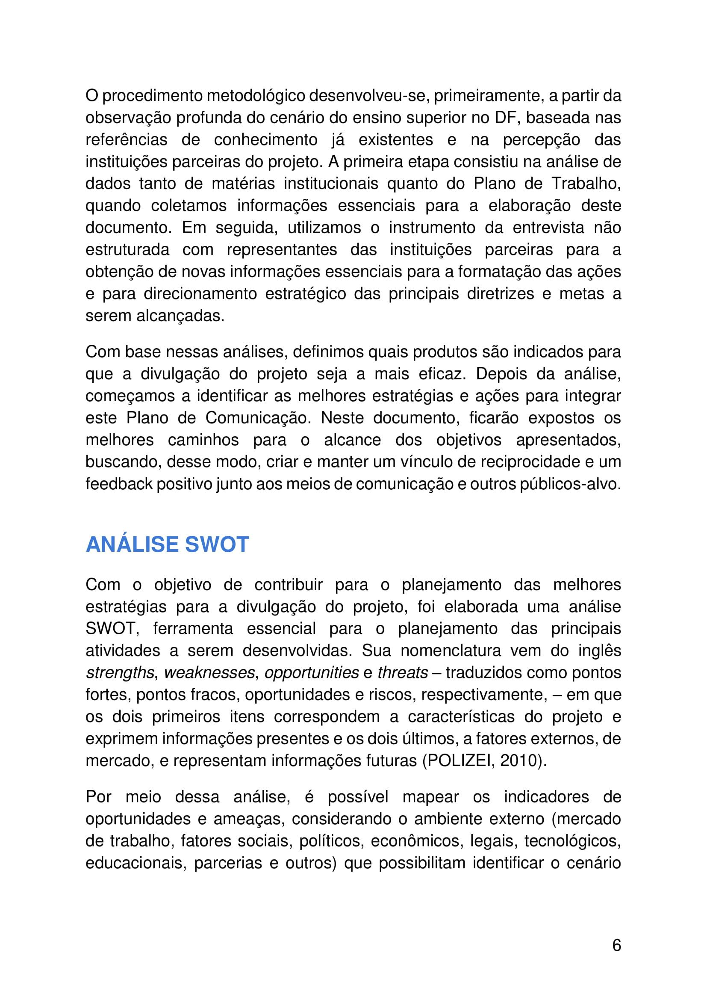 O procedimento metodológico desenvolveu-se, primeiramente, a partir da
observação profunda do cenário do ensino superior no DF, baseada nas
referências de conhecimento já existentes e na percepção das
instituições parceiras do projeto. A primeira etapa consistiu na análise de
dados tanto de matérias institucionais quanto do Plano de Trabalho,
quando coletamos informações essenciais para a elaboração deste
documento. Em seguida, utilizamos o instrumento da entrevista não
estruturada com representantes das instituições parceiras para a
obtenção de novas informações essenciais para a formatação das ações
e para direcionamento estratégico das principais diretrizes e metas a
serem alcançadas.
Com base nessas análises, definimos quais produtos são indicados para
que a divulgação do projeto seja a mais eficaz. Depois da análise,
começamos a identificar as melhores estratégias e ações para integrar
este Plano de Comunicação. Neste documento, ficarão expostos os
melhores caminhos para o alcance dos objetivos apresentados,
buscando, desse modo, criar e manter um vínculo de reciprocidade e um
feedback positivo junto aos meios de comunicação e outros públicos-alvo.
ANÁLISE SWOT
Com o objetivo de contribuir para o planejamento das melhores
estratégias para a divulgação do projeto, foi elaborada uma análise
SWOT, ferramenta essencial para o planejamento das principais
atividades a serem desenvolvidas. Sua nomenclatura vem do inglês
strengths, weaknesses, opportunities e threats – traduzidos como pontos
fortes, pontos fracos, oportunidades e riscos, respectivamente, – em que
os dois primeiros itens correspondem a características do projeto e
exprimem informações presentes e os dois últimos, a fatores externos, de
mercado, e representam informações futuras (POLIZEI, 2010).
Por meio dessa análise, é possível mapear os indicadores de
oportunidades e ameaças, considerando o ambiente externo (mercado
de trabalho, fatores sociais, políticos, econômicos, legais, tecnológicos,
educacionais, parcerias e outros) que possibilitam identificar o cenário
6